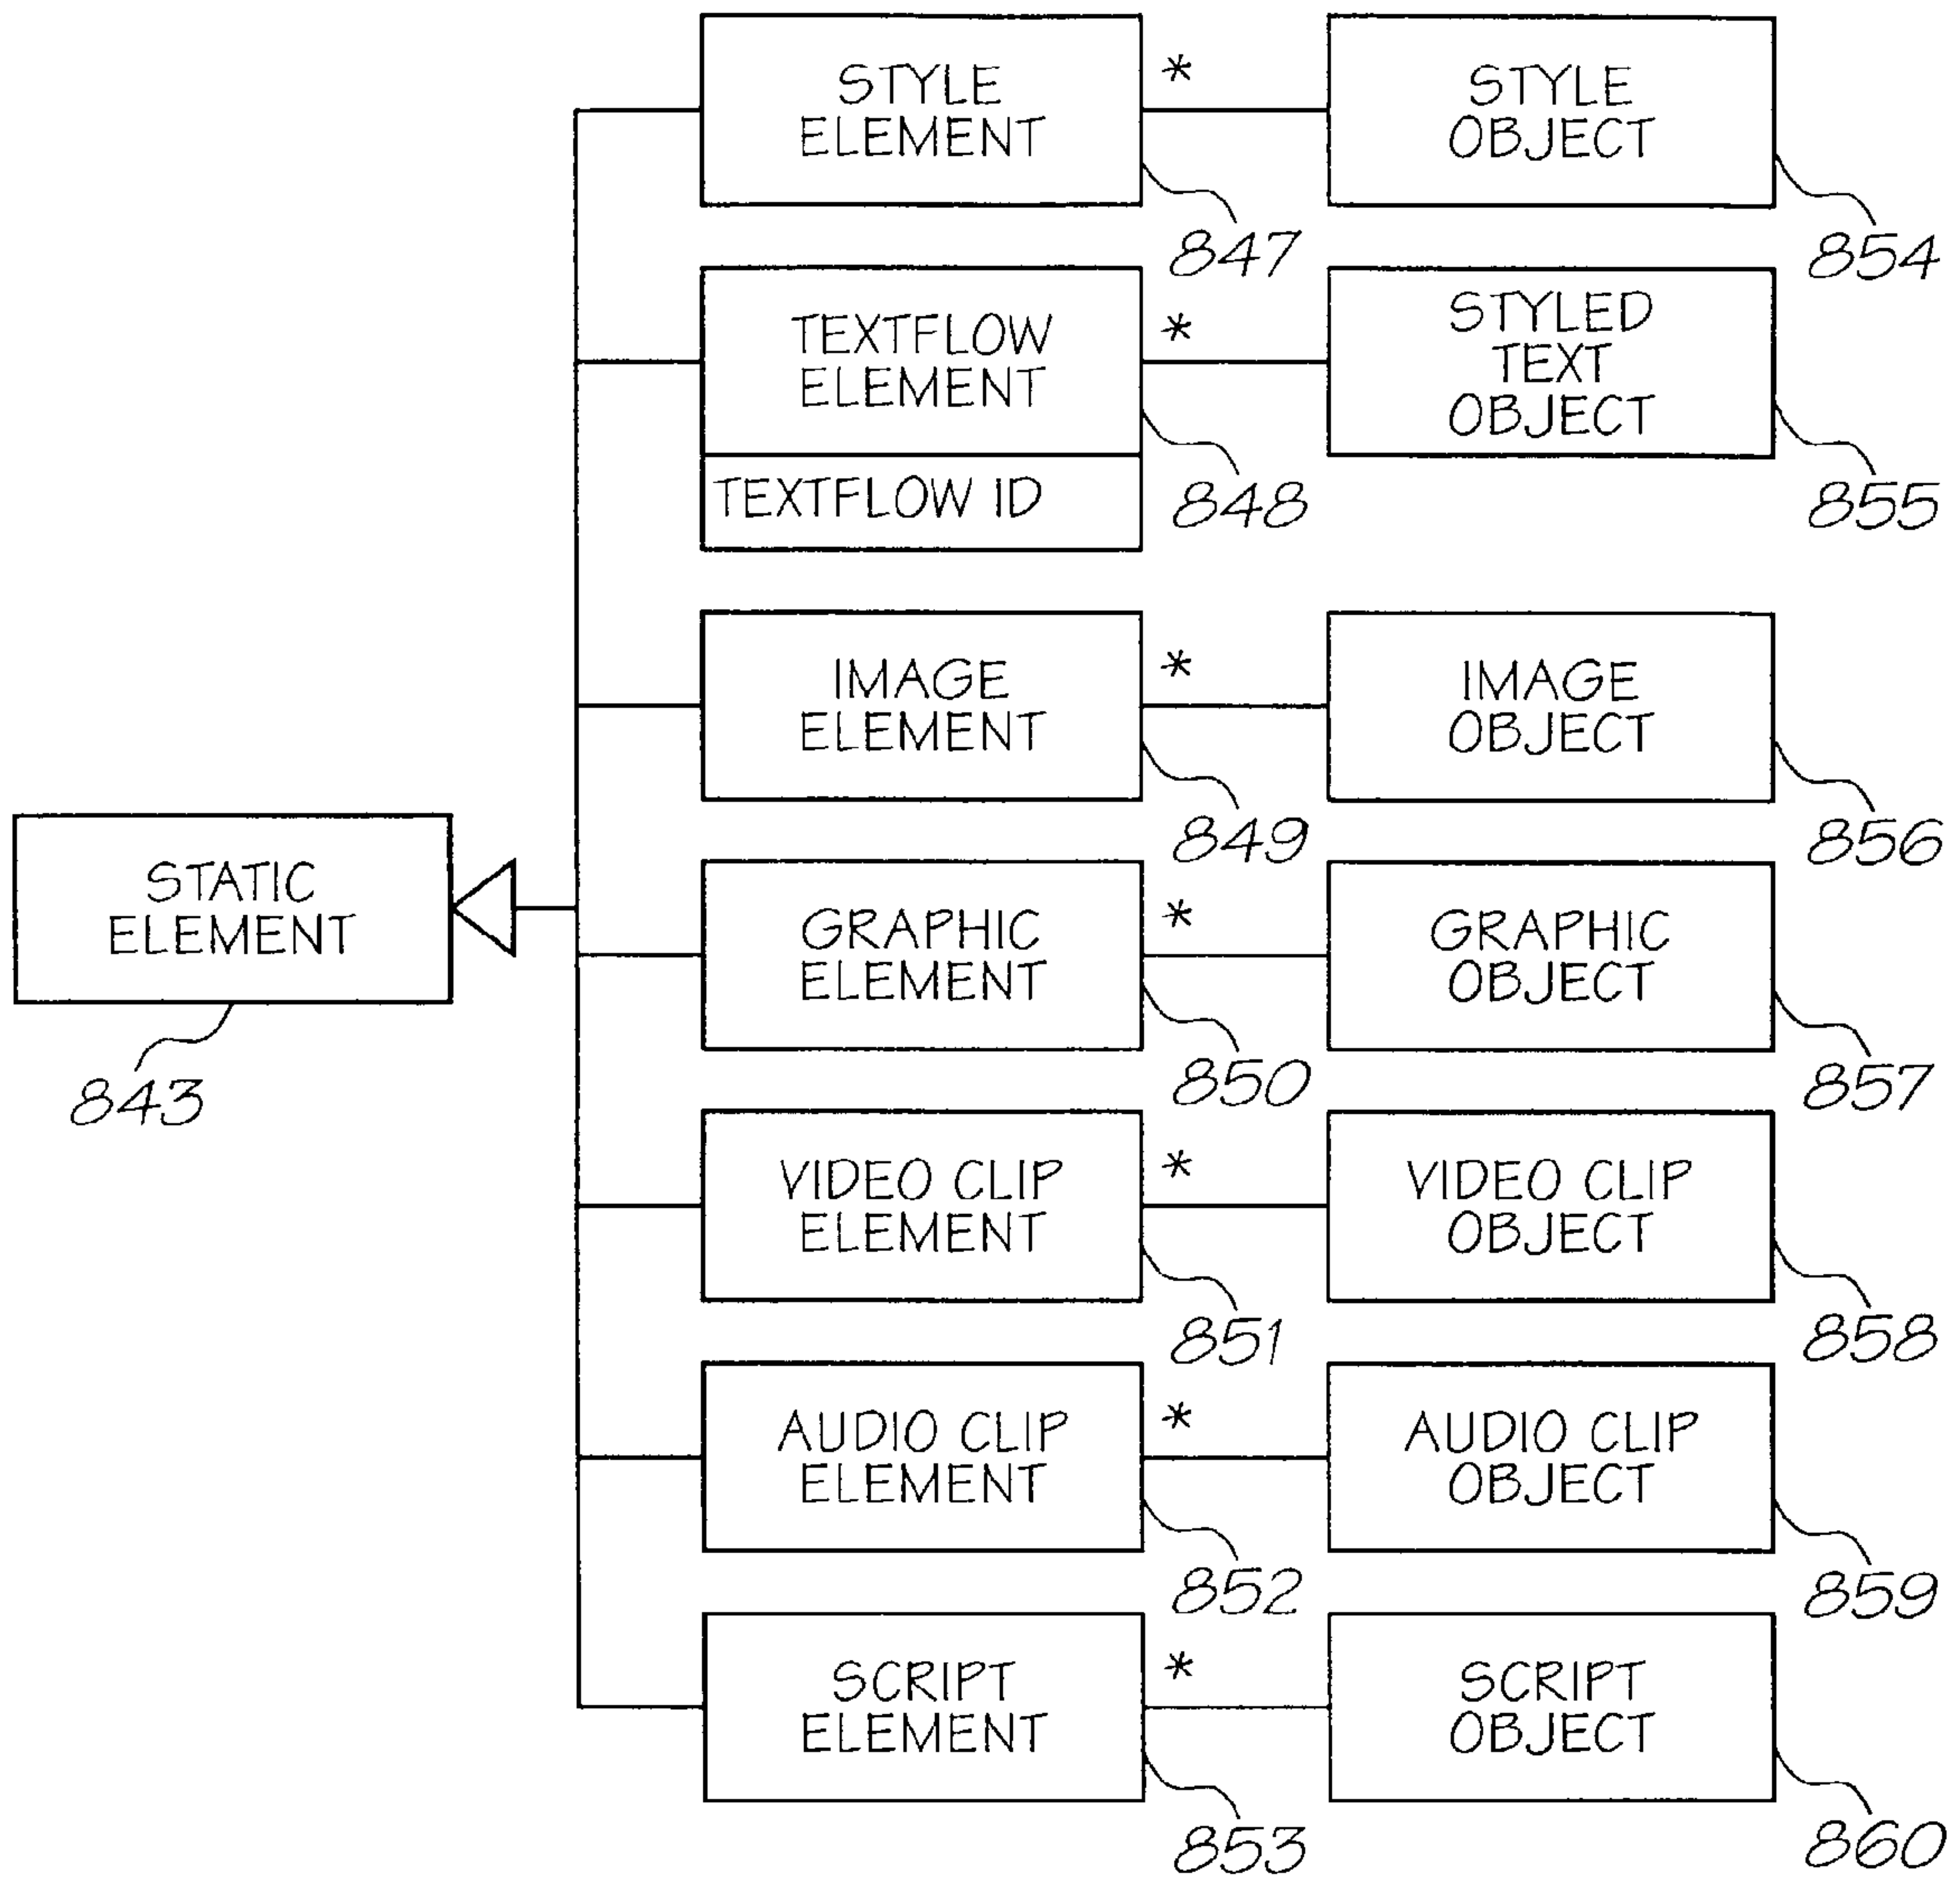 STYLE
ELEMENT
*
STYLE
OBJECT
847
854
TEXTFLOW
ELEMENT
TEXTFLOW ID
*
STYLED
TEXT
OBJECT
848
855
IMAGE
ELEMENT
*
IMAGE
OBJECT
849
856
STATIC
ELEMENT
843
GRAPHIC
ELEMENT
*
GRAPHIC
OBJECT
850
857
VIDEO CLIP
ELEMENT
*
VIDEO CLIP
OBJECT
851
858
AUDIO CLIP
ELEMENT
*
AUDIO CLIP
OBJECT
852
859
SCRIPT
ELEMENT
*
SCRIPT
OBJECT
853
860